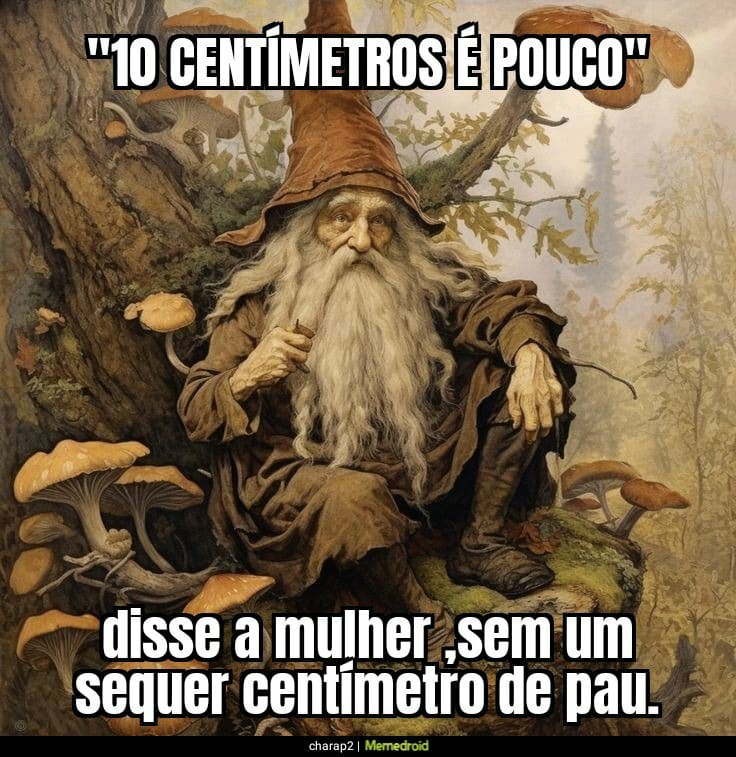 "10 CENTÍMETROS É POUCO"
disse a mulher ,sem um
sequer centímetro de pau.
charap2 | Memedroid